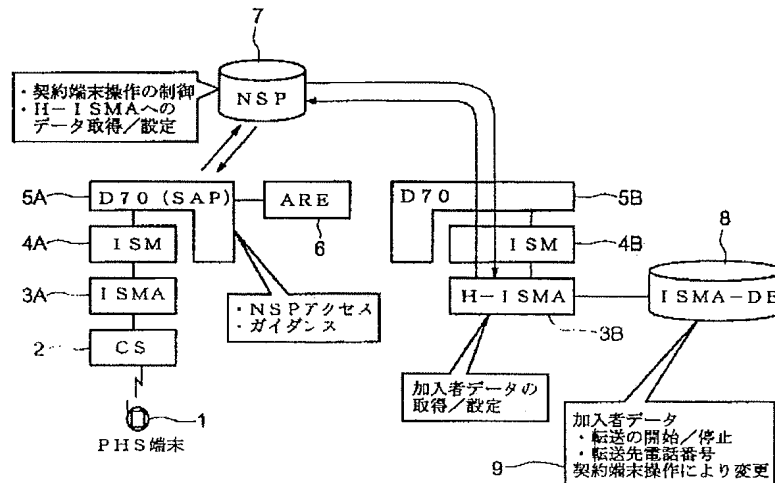 7
NSP
・契約端末操作の制御
・H-ISMAへの
データ取得／設定
5A
D70(SAP)
ARE
6
D70
5B
4A
ISM
ISM
4B
8
3A
ISMA
・NSPアクセス
・ガイダンス
H-ISMA
3B
ISMA-DB
2
CS
加入者データの
取得／設定
1
PHS端末
加入者データ
・転送の開始／停止
・転送先電話番号
契約端末操作により変更
9